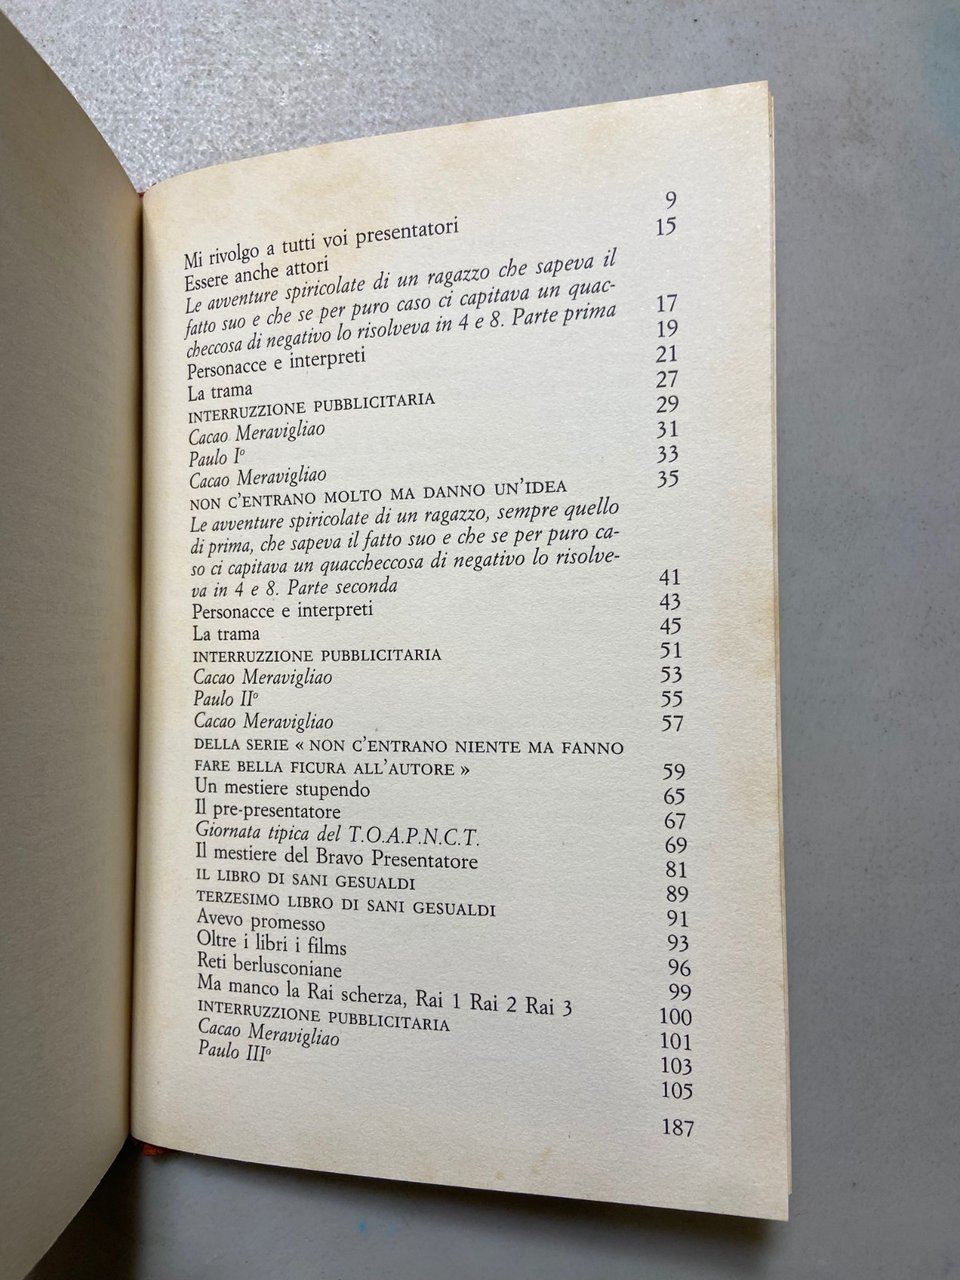 Mi rivolgo a tutti voi presentatori 9
Essere anche attori 15
Le avventure spiricolate di un ragazzo che sapeva il
fatto suo e che se per puro caso ci capitava un quac-
checcosa di negativo lo risolveva in 4 e 8. Parte prima 17
Personacce e interpreti 19
La trama 21
INTERRUZZIONE PUBBLICITARIA 27
Cacao Meravigliao 29
Paulo Iº 31
Cacao Meravigliao 33
NON C'ENTRANO MOLTO MA DANNO UN'IDEA 35
Le avventure spiricolate di un ragazzo, sempre quello
di prima, che sapeva il fatto suo e che se per puro ca-
so ci capitava un quaccheccosa di negativo lo risolve-
va in 4 e 8. Parte seconda 41
Personacce e interpreti 43
La trama 45
INTERRUZZIONE PUBBLICITARIA 51
Cacao Meravigliao 53
Paulo IIº 55
Cacao Meravigliao 57
DELLA SERIE « NON C'ENTRANO NIENTE MA FANNO
FARE BELLA FICURA ALL'AUTORE » 59
Un mestiere stupendo 65
Il pre-presentatore 67
Giornata tipica del T.O.A.P.N.C.T. 69
Il mestiere del Bravo Presentatore 81
IL LIBRO DI SANI GESUALDI 89
TERZESIMO LIBRO DI SANI GESUALDI 91
Avevo promesso 93
Oltre i libri i films 96
Reti berlusconiane 99
Ma manco la Rai scherza, Rai 1 Rai 2 Rai 3 100
INTERRUZZIONE PUBBLICITARIA 101
Cacao Meravigliao 103
Paulo IIIº 105
187